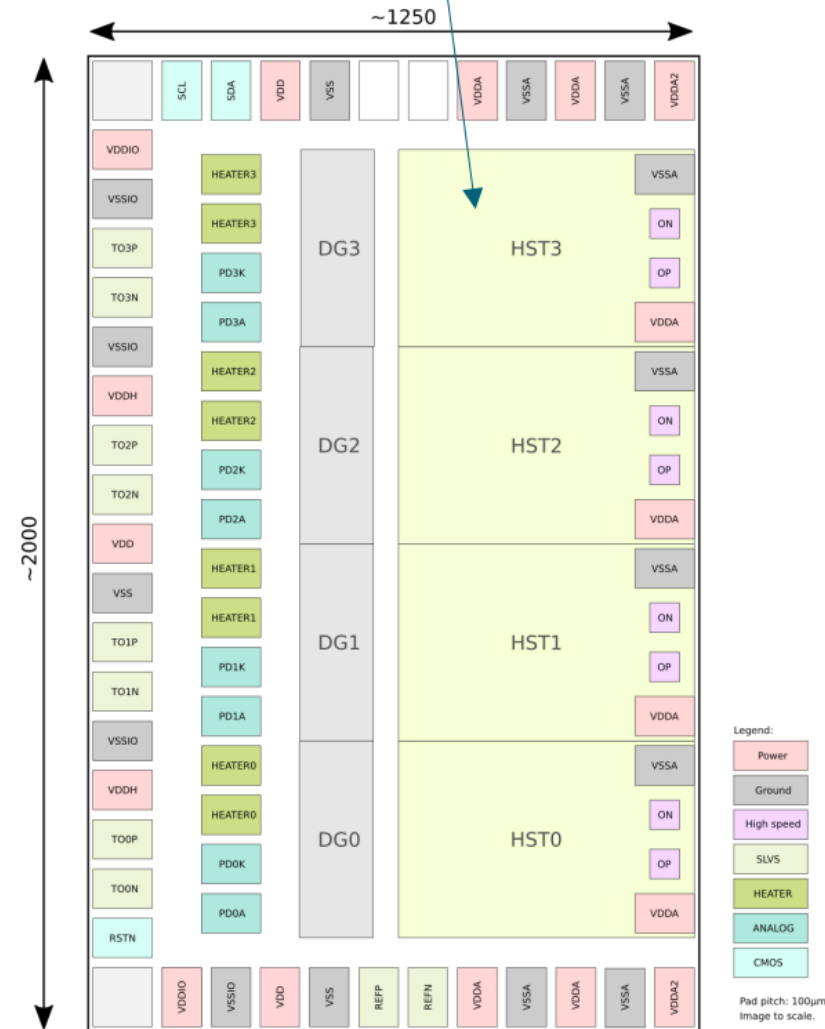 ~1250
SCL
SDA
VDD
VSS
VDDA
VSSA
VDDA
VSSA
VDDA2
~2000
VDDIO
VSSIO
TO3P
TO3N
VSSIO
VDDH
TO2P
TO2N
VDD
VSS
TO1P
TO1N
VSSIO
VDDH
TO0P
TO0N
RSTN
HEATER3
HEATER3
PD3K
PD3A
HEATER2
HEATER2
PD2K
PD2A
HEATER1
HEATER1
PD1K
PD1A
HEATER0
HEATER0
PD0K
PD0A
DG3
DG2
DG1
DG0
HST3
HST2
HST1
HST0
VSSA
ON
OP
VDDA
VSSA
ON
OP
VDDA
VSSA
ON
OP
VDDA
VSSA
ON
OP
VDDA
VDDIO
VSSIO
VDD
VSS
REFP
REFN
VDDA
VSSA
VDDA
VSSA
VDDA2
Legend:
Power
Ground
High speed
SLVS
HEATER
ANALOG
CMOS
Pad pitch: 100µm
Image to scale.